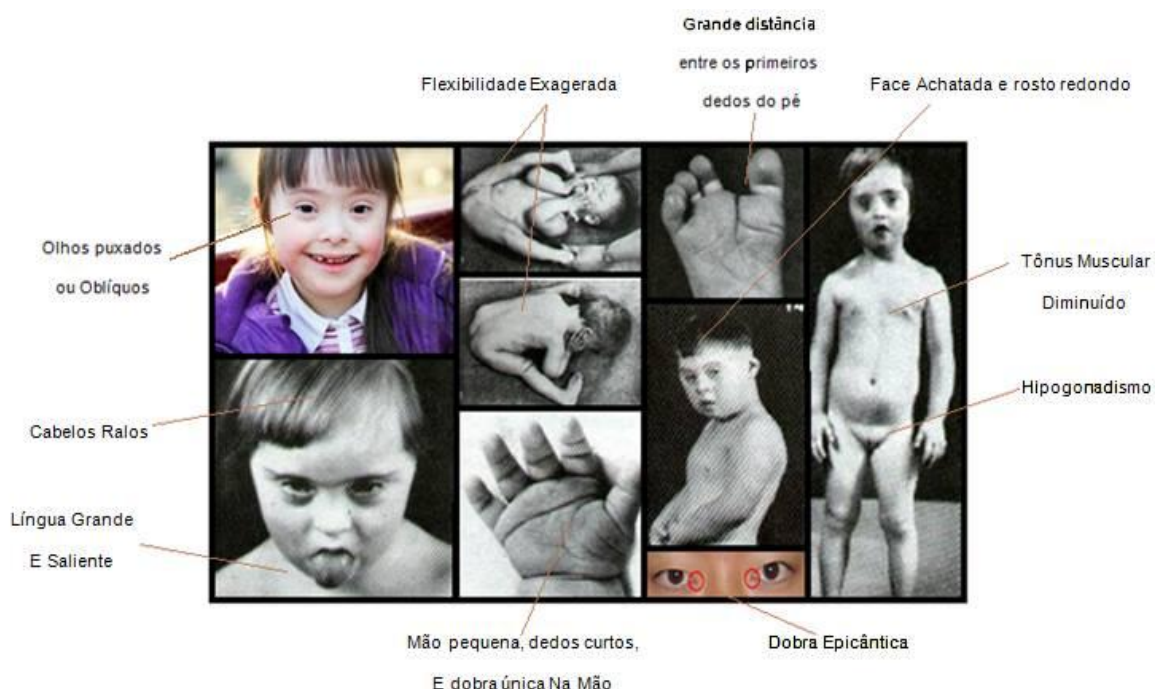 Grande distância
entre os primeiros
dedos do pé
Flexibilidade Exagerada
Face Achatada e rosto redondo
Olhos puxados
ou Oblíquos
Tônus Muscular
Diminuído
Hipogonadismo
Cabelos Ralos
Língua Grande
E Saliente
Mão pequena, dedos curtos,
E dobra única Na Mão
Dobra Epicântica